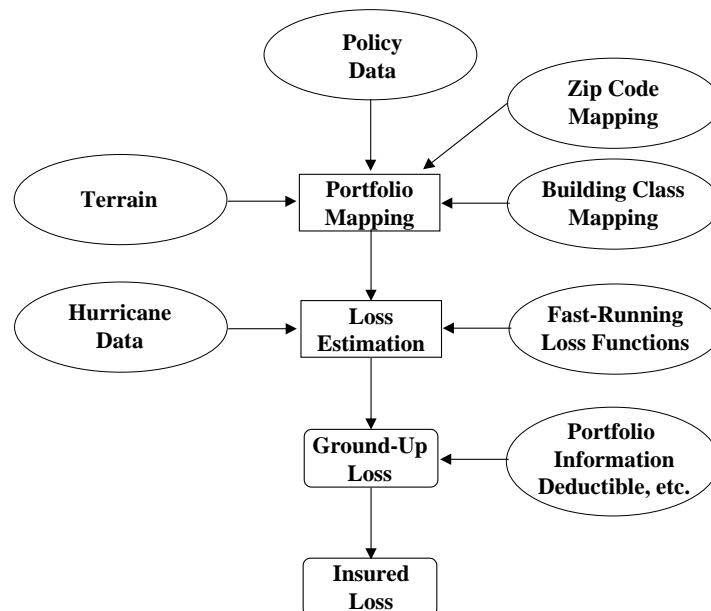 Policy
Data
Zip Code
Mapping
Terrain
Portfolio
Mapping
Building Class
Mapping
Hurricane
Data
Loss
Estimation
Fast-Running
Loss Functions
Ground-Up
Loss
Portfolio
Information
Deductible, etc.
Insured
Loss